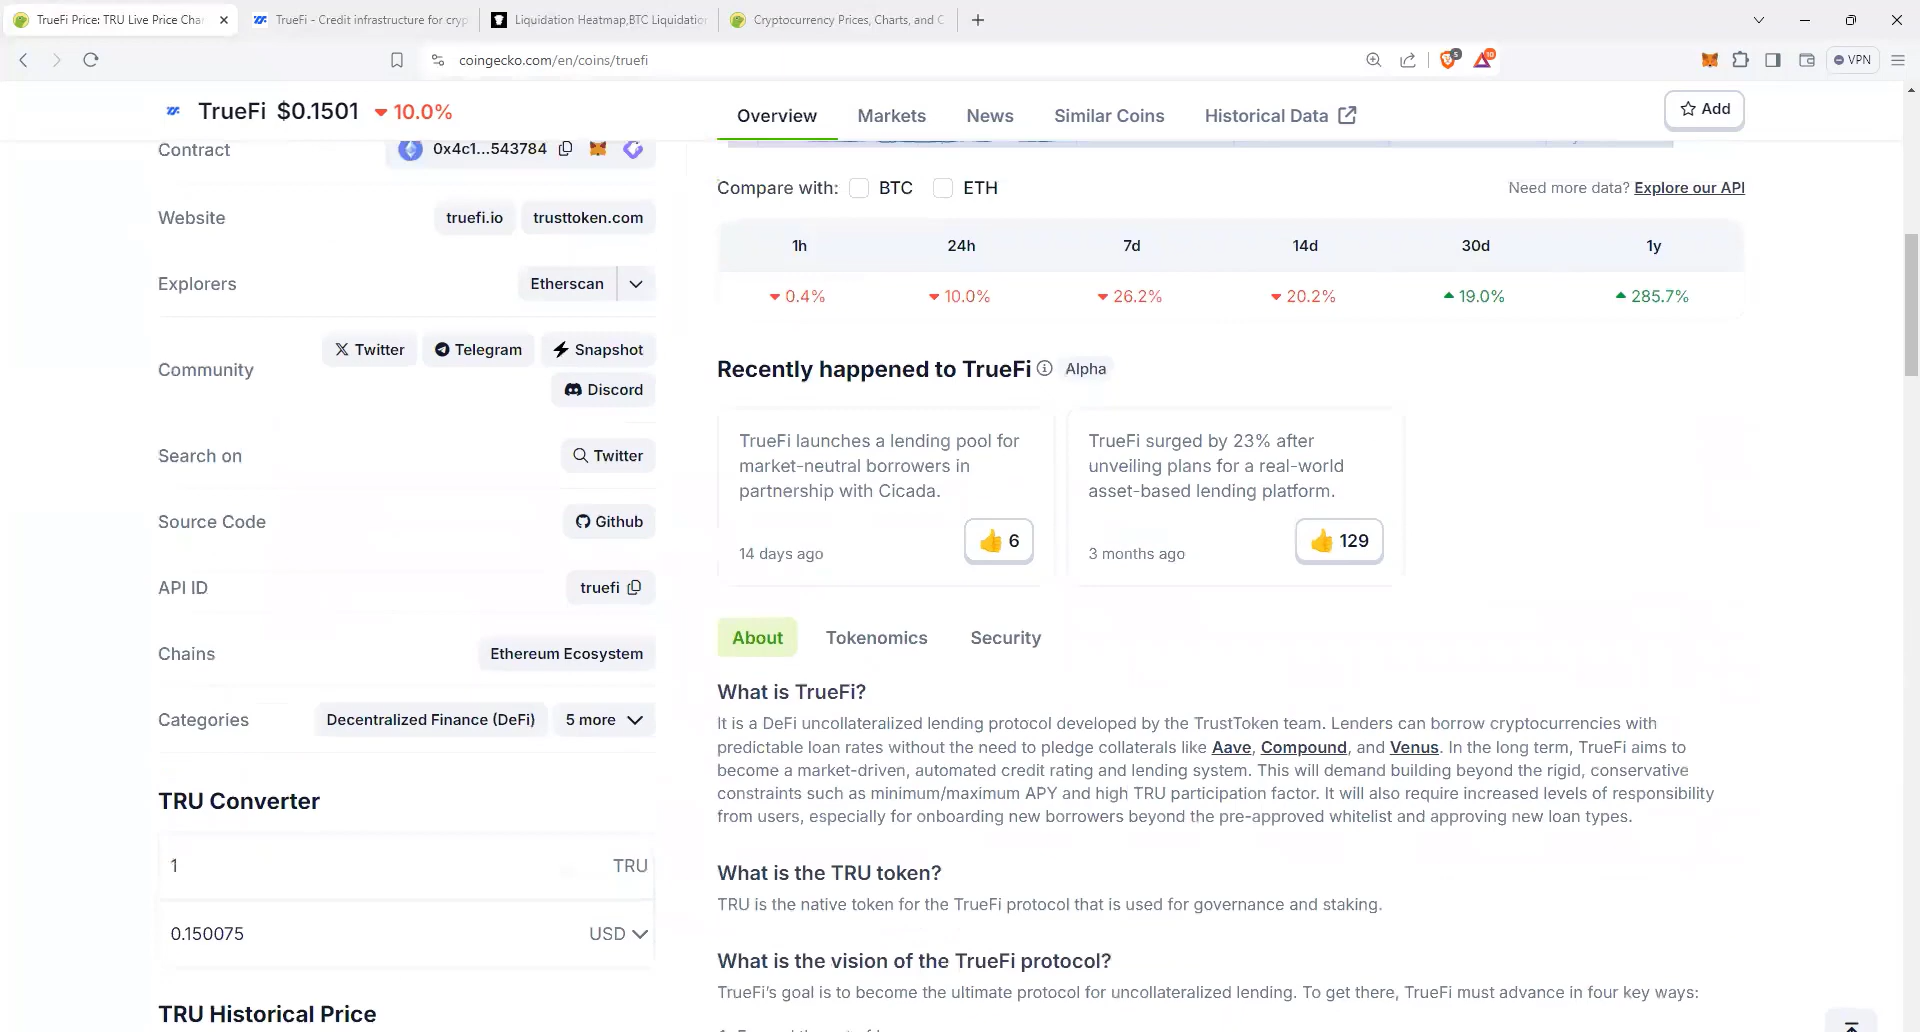 TrueFi Price: TRU Live Price Cha
TrueFi - Credit infrastructure for cryp
Liquidation Heatmap,BTC Liquidation
Cryptocurrency Prices, Charts, and C
coingecko.com/en/coins/truefi
5
10
VPN
TrueFi $0.1501 10.0%
Overview
Markets
News
Similar Coins
Historical Data
Add
Contract
0x4c1...543784
Website
truefi.io
trusttoken.com
Explorers
Etherscan
Community
Twitter
Telegram
Snapshot
Discord
Search on
Twitter
Source Code
Github
API ID
truefi
Chains
Ethereum Ecosystem
Categories
Decentralized Finance (DeFi)
5 more
TRU Converter
1
TRU
0.150075
USD
TRU Historical Price
Compare with:
BTC
ETH
Need more data? Explore our API
1h 24h 7d 14d 30d 1y
0.4% 10.0% 26.2% 20.2% 19.0% 285.7%
Recently happened to TrueFi
Alpha
TrueFi launches a lending pool for
market-neutral borrowers in
partnership with Cicada.
14 days ago
6
TrueFi surged by 23% after
unveiling plans for a real-world
asset-based lending platform.
3 months ago
129
About
Tokenomics
Security
What is TrueFi?
It is a DeFi uncollateralized lending protocol developed by the TrustToken team. Lenders can borrow cryptocurrencies with
predictable loan rates without the need to pledge collaterals like Aave, Compound, and Venus. In the long term, TrueFi aims to
become a market-driven, automated credit rating and lending system. This will demand building beyond the rigid, conservative
constraints such as minimum/maximum APY and high TRU participation factor. It will also require increased levels of responsibility
from users, especially for onboarding new borrowers beyond the pre-approved whitelist and approving new loan types.
What is the TRU token?
TRU is the native token for the TrueFi protocol that is used for governance and staking.
What is the vision of the TrueFi protocol?
TrueFi's goal is to become the ultimate protocol for uncollateralized lending. To get there, TrueFi must advance in four key ways: